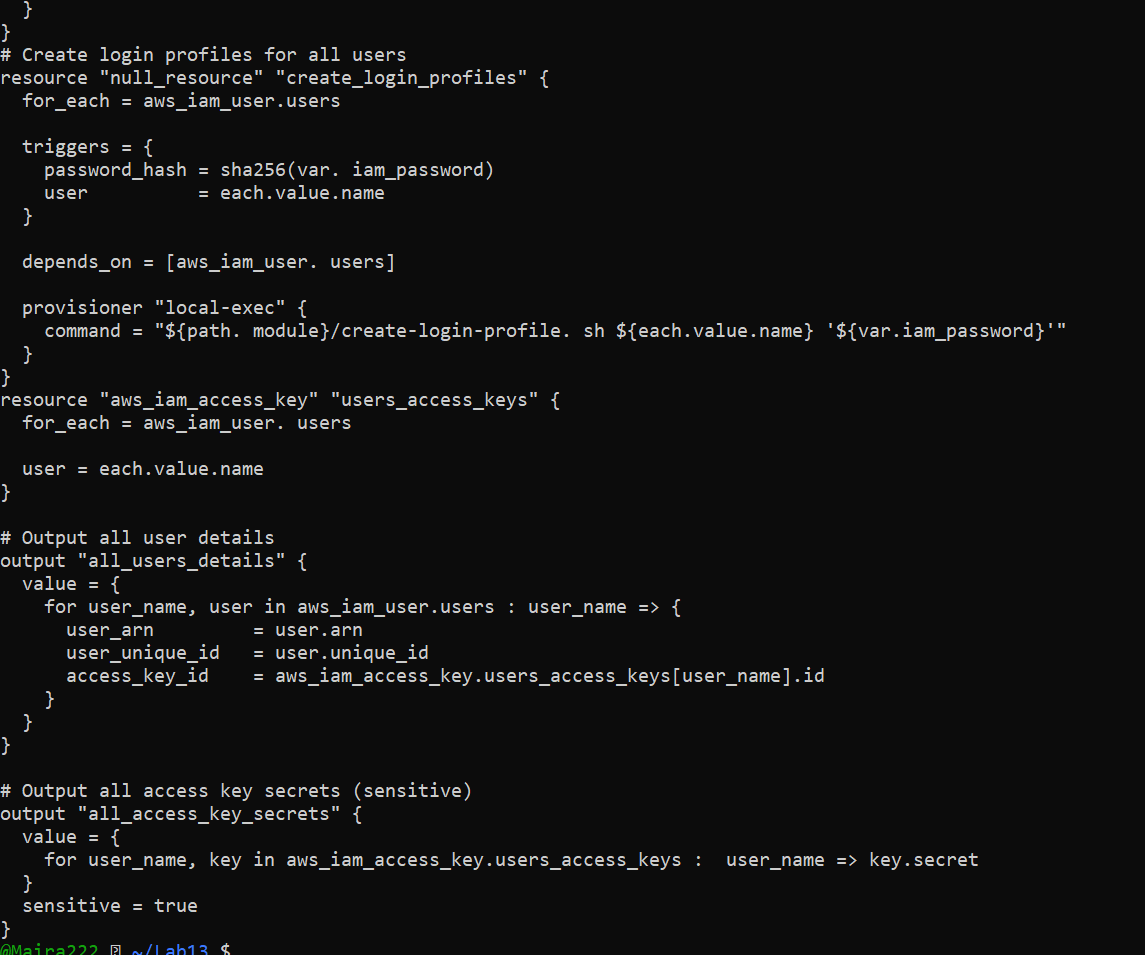 }
}
# Create login profiles for all users
resource "null_resource" "create_login_profiles" {
  for_each = aws_iam_user.users

  triggers = {
    password_hash = sha256(var. iam_password)
    user          = each.value.name
  }

  depends_on = [aws_iam_user. users]

  provisioner "local-exec" {
    command = "${path. module}/create-login-profile. sh ${each.value.name} '${var.iam_password}'"
  }
}
resource "aws_iam_access_key" "users_access_keys" {
  for_each = aws_iam_user. users

  user = each.value.name
}

# Output all user details
output "all_users_details" {
  value = {
    for user_name, user in aws_iam_user.users : user_name => {
      user_arn         = user.arn
      user_unique_id   = user.unique_id
      access_key_id    = aws_iam_access_key.users_access_keys[user_name].id
    }
  }
}

# Output all access key secrets (sensitive)
output "all_access_key_secrets" {
  value = {
    for user_name, key in aws_iam_access_key.users_access_keys :  user_name => key.secret
  }
  sensitive = true
}
@Maira222 ~/Lab13 $